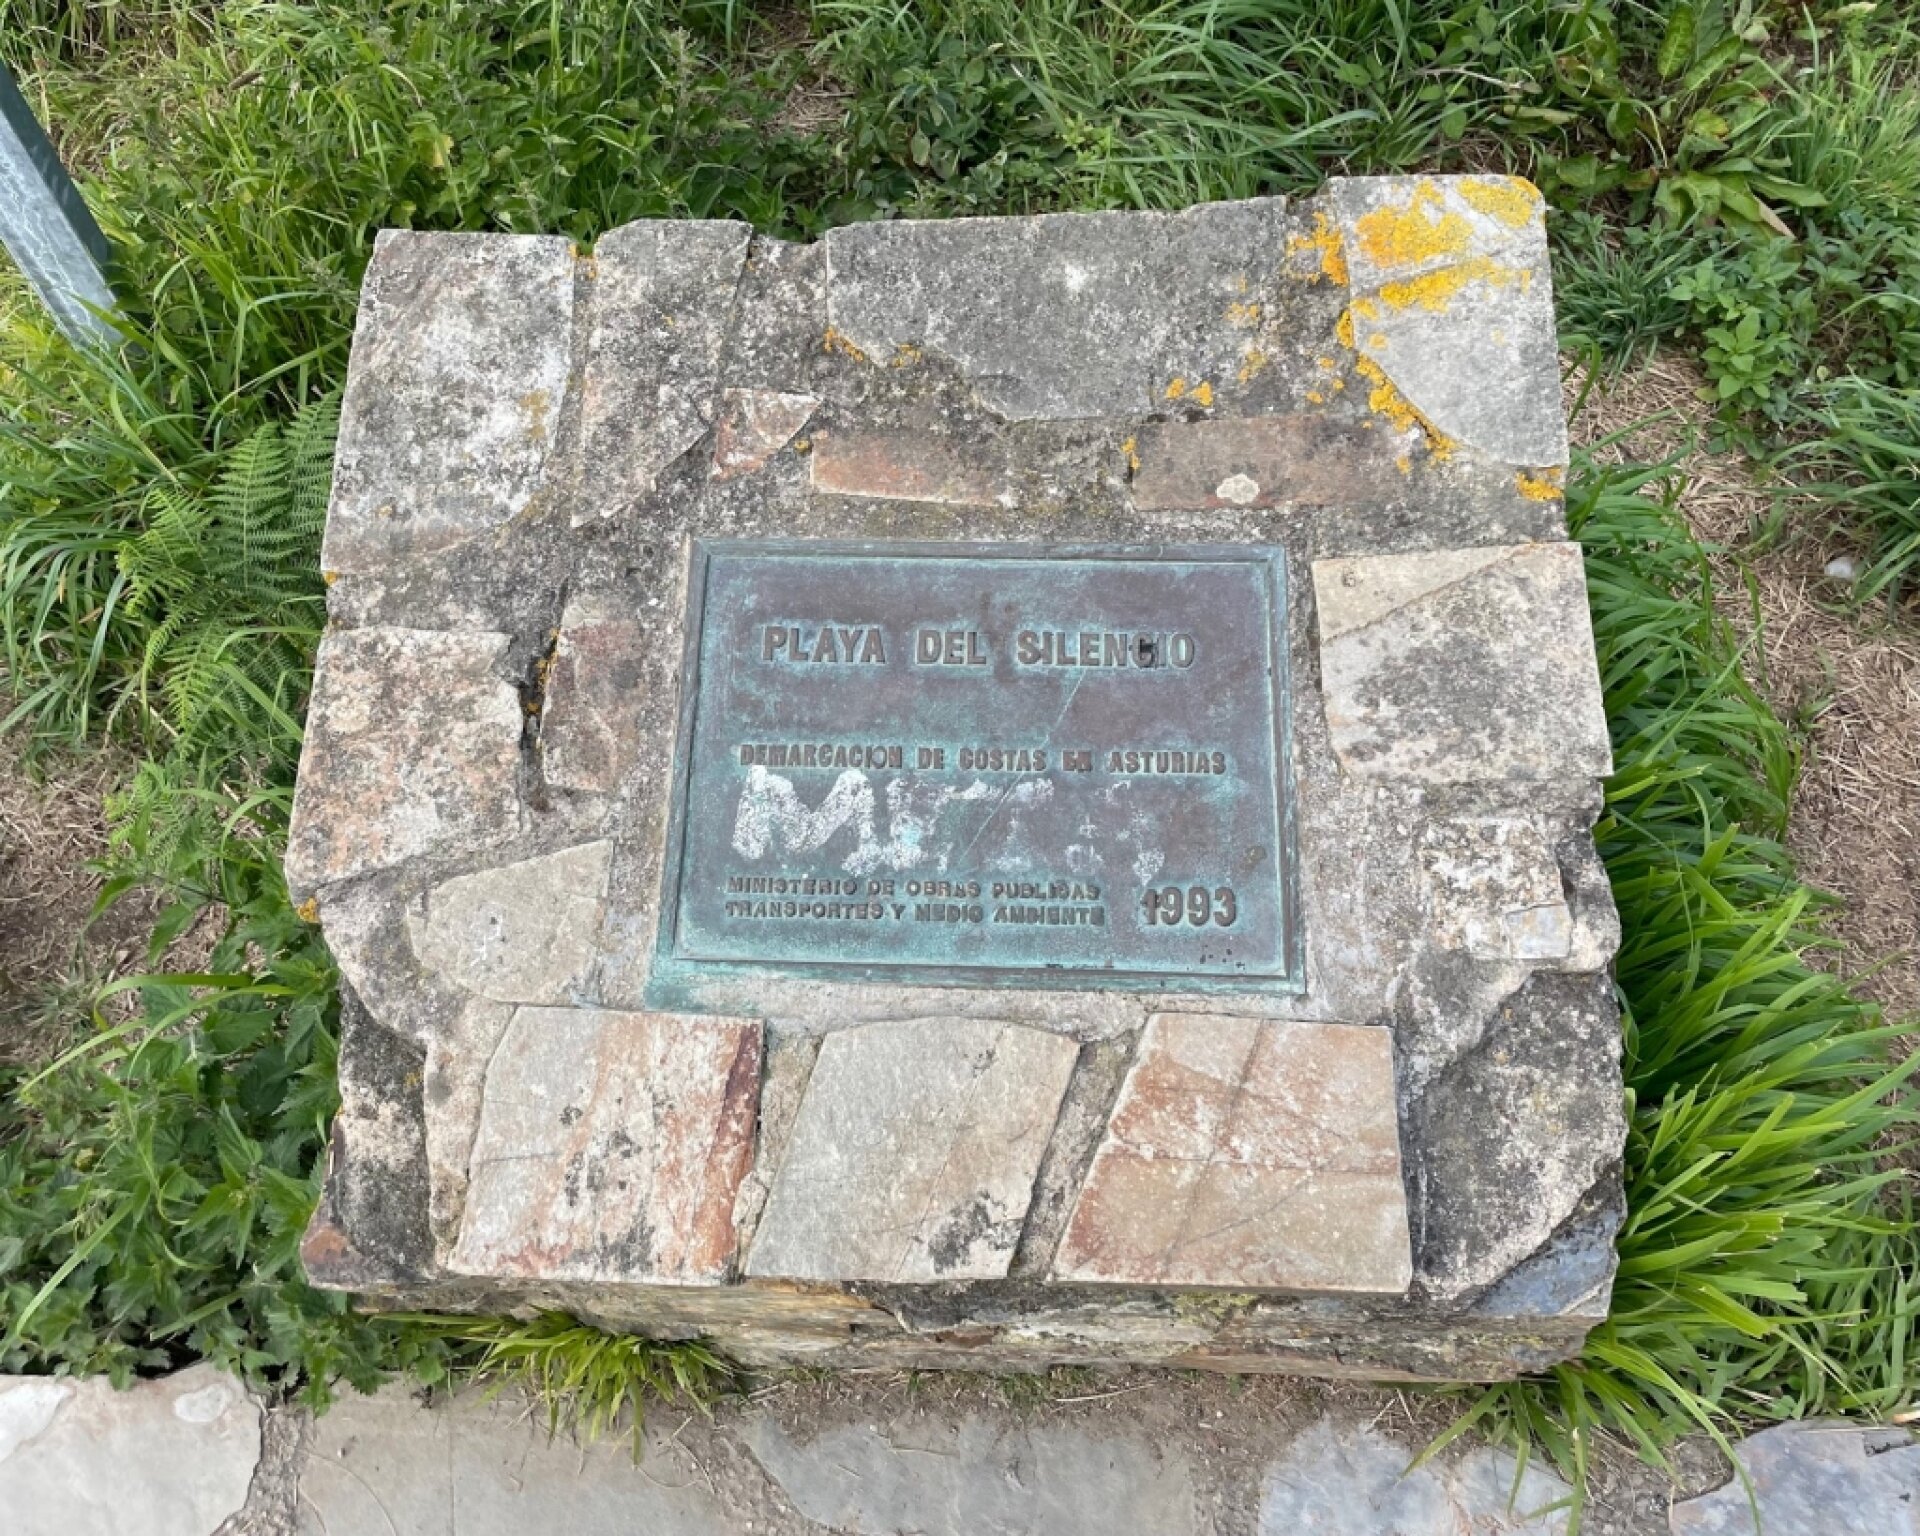 PLAYA DEL SILENCIO
DEMARCACION DE COSTAS EN ASTURIAS
MINISTERIO DE OBRAS PUBLICAS
TRANSPORTES Y MEDIO AMBIENTE 1993